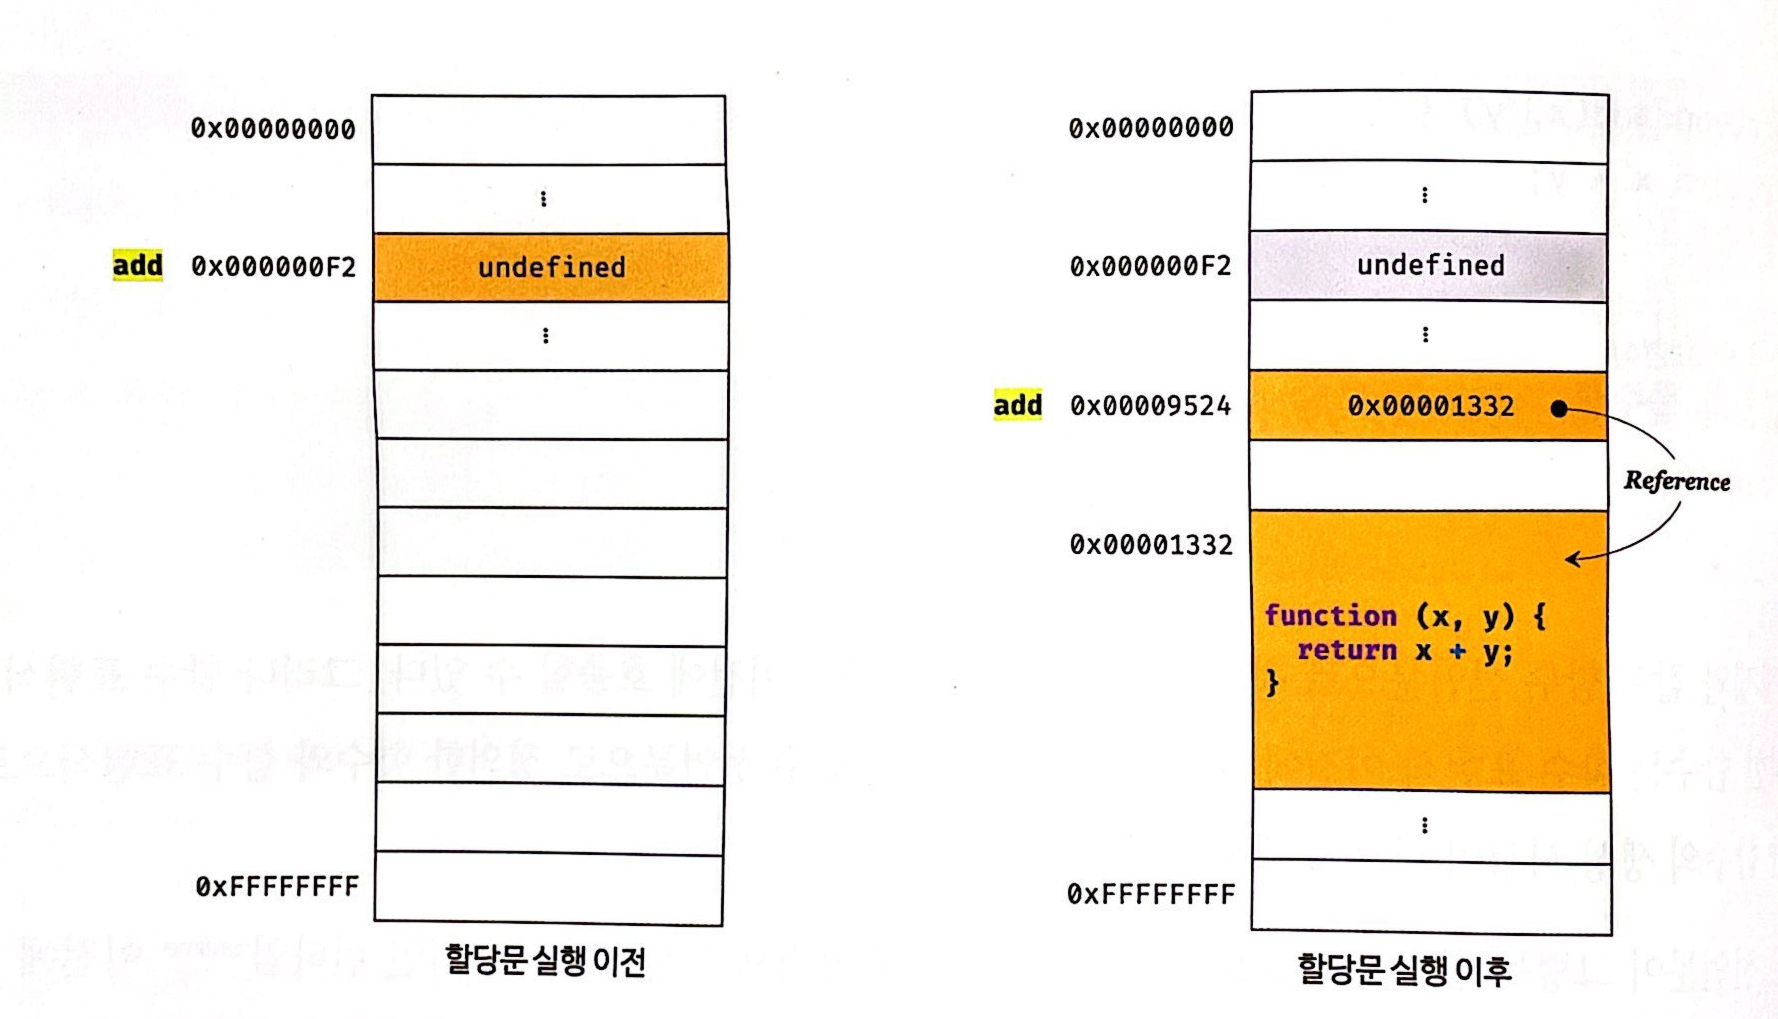 0x00000000
⋮
add 0x000000F2 undefined
⋮
0xFFFFFFFF
할당문 실행 이전
0x00000000
⋮
0x000000F2 undefined
⋮
add 0x00009524 0x00001332
Reference
0x00001332
function (x, y) {
return x + y;
}
⋮
0xFFFFFFFF
할당문 실행 이후